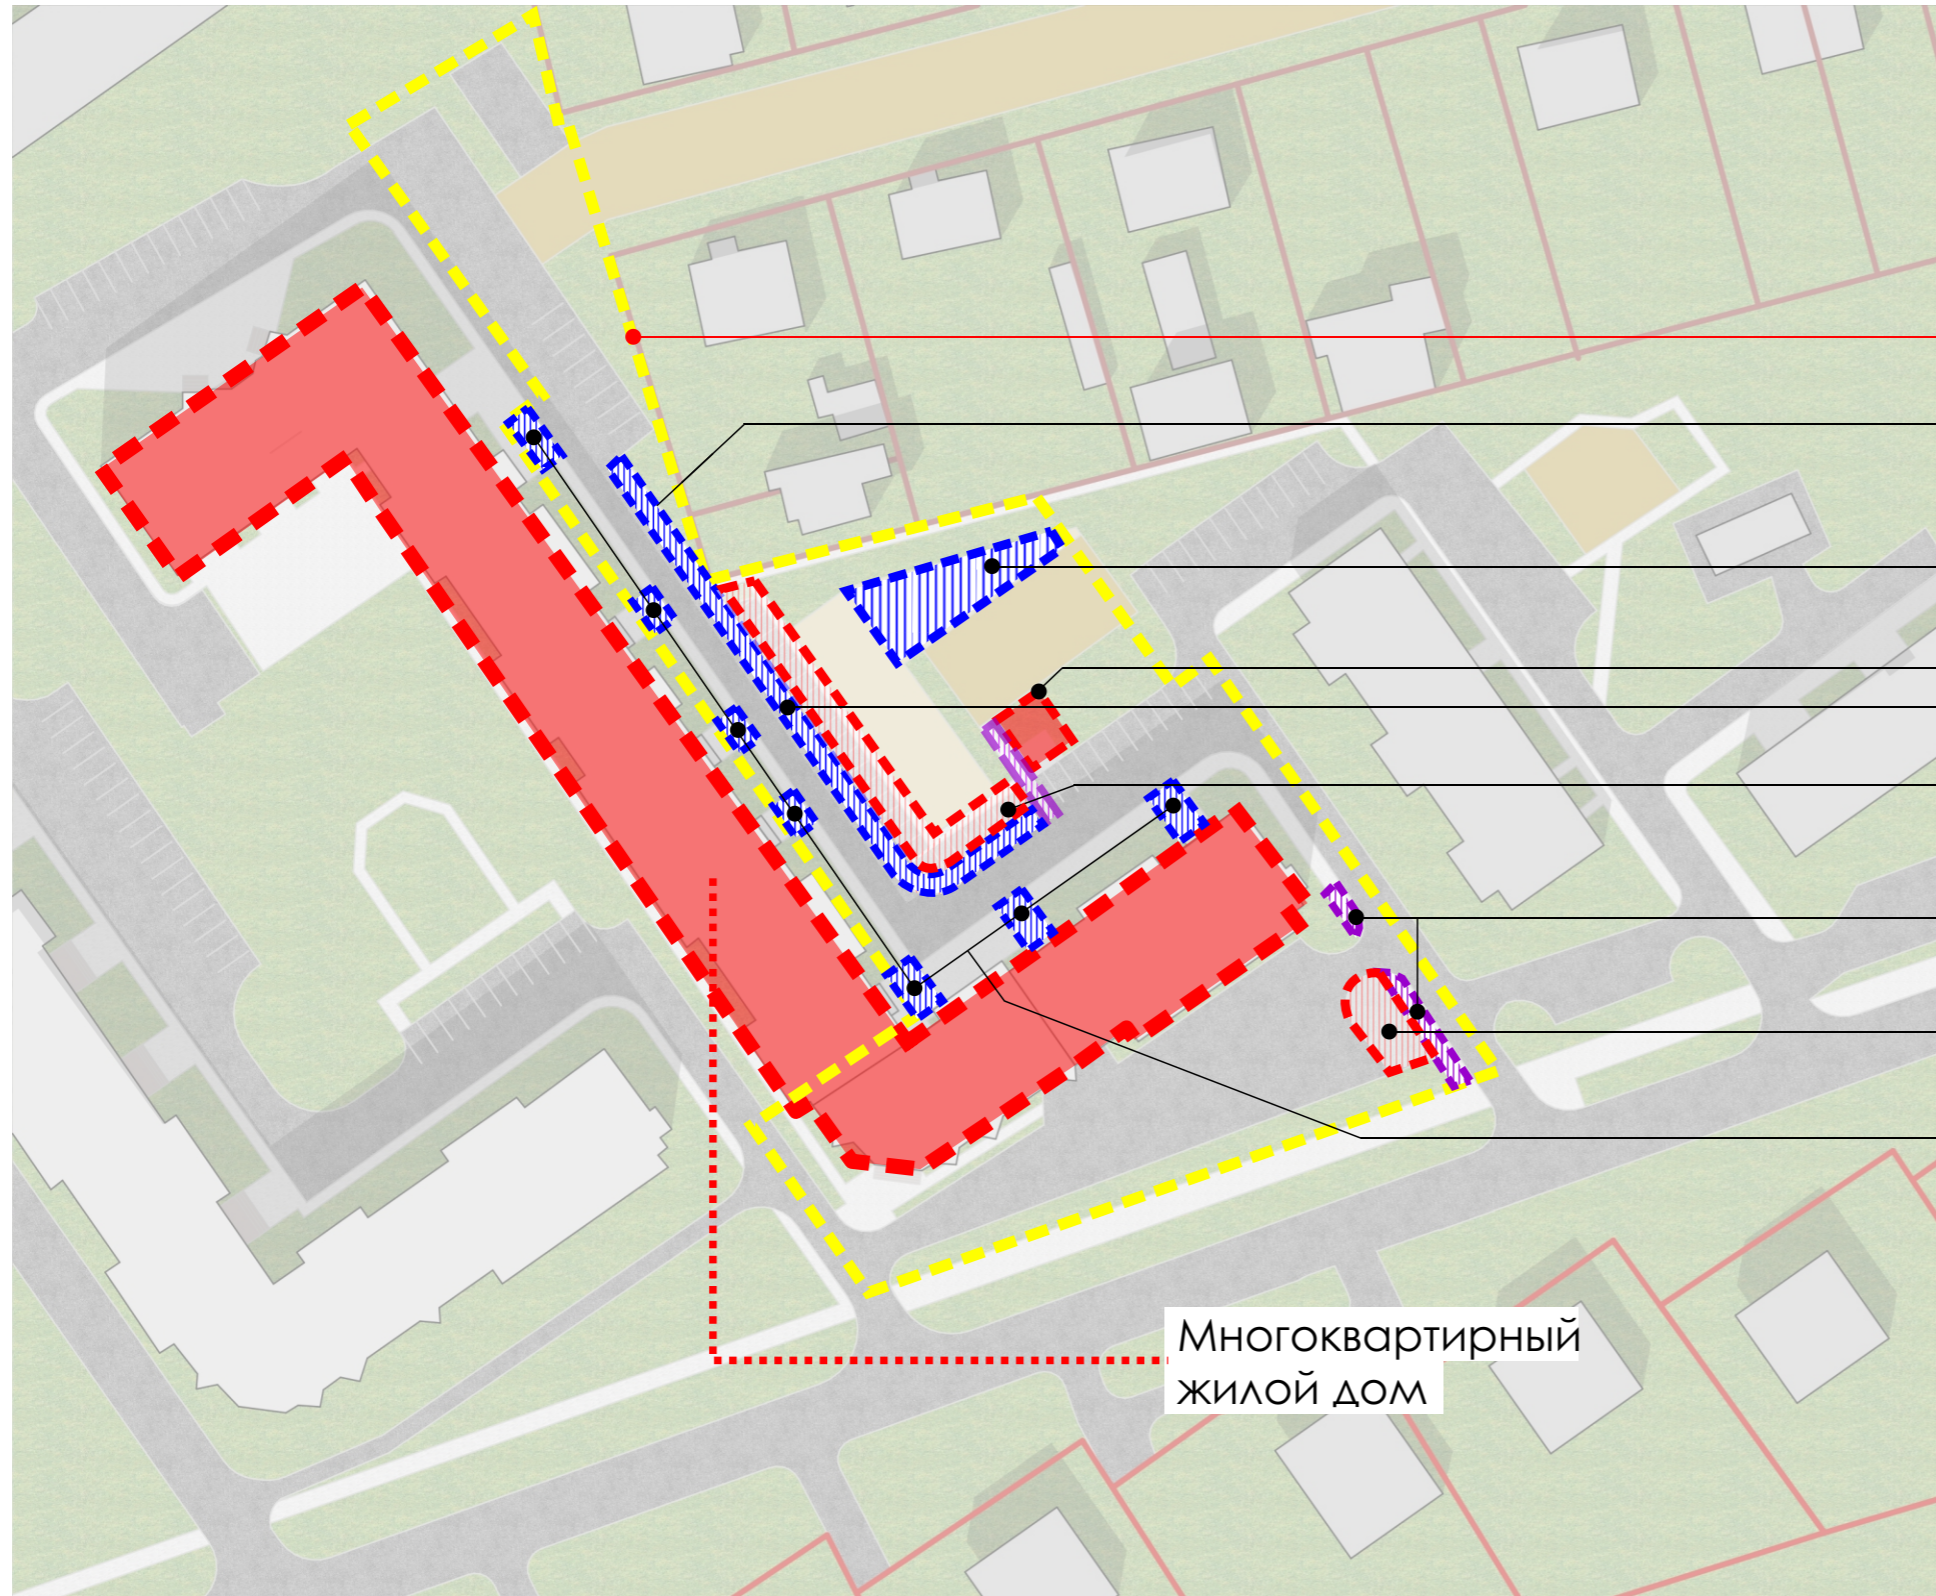 Многоквартирный
жилой дом